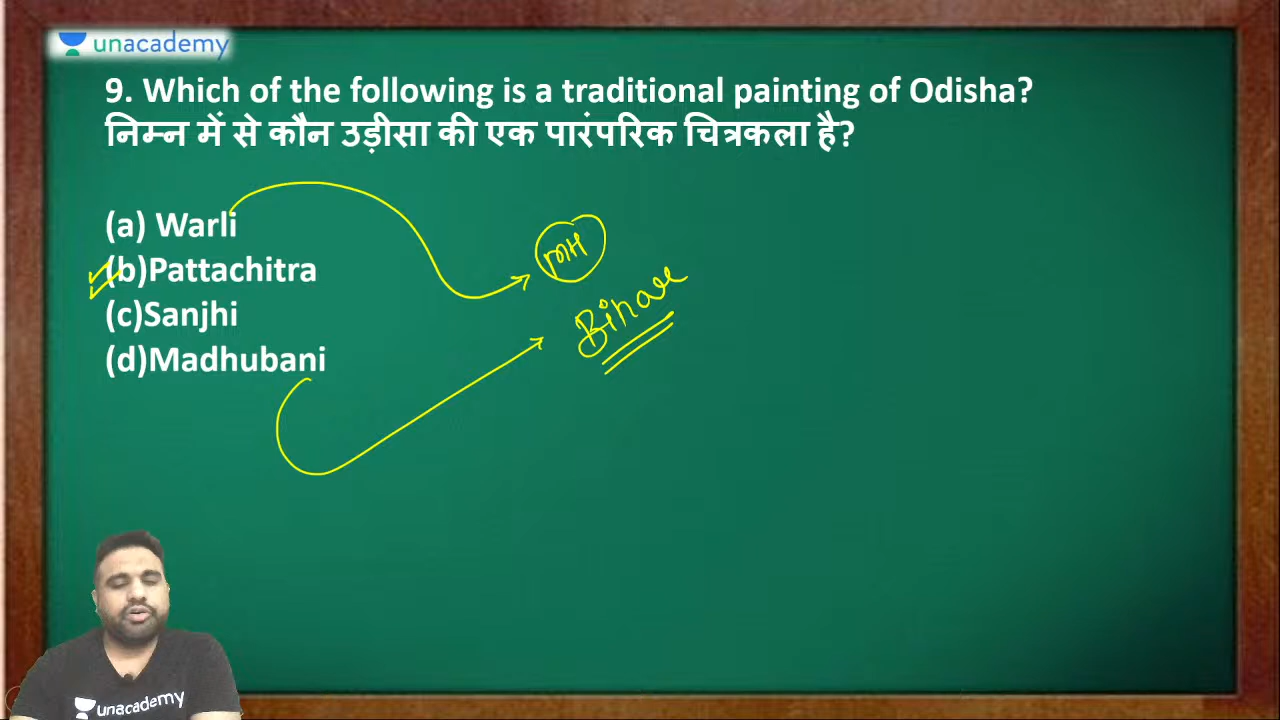 unacademy
9. Which of the following is a traditional painting of Odisha?
निम्न में से कौन उड़ीसा की एक पारंपरिक चित्रकला है?
(a) Warli
MH
(b)Pattachitra
(c)Sanjhi
Bihar
(d)Madhubani
unacademy